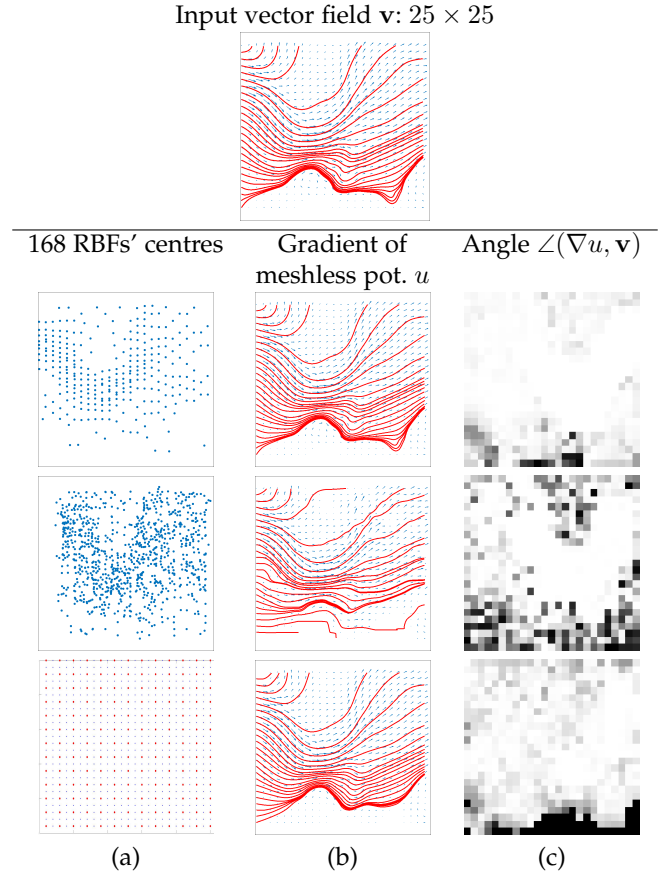 Input vector field v: 25 × 25
168 RBFs' centres
Gradient of
meshless pot. u
Angle ∠(∇u, v)
(a)
(b)
(c)